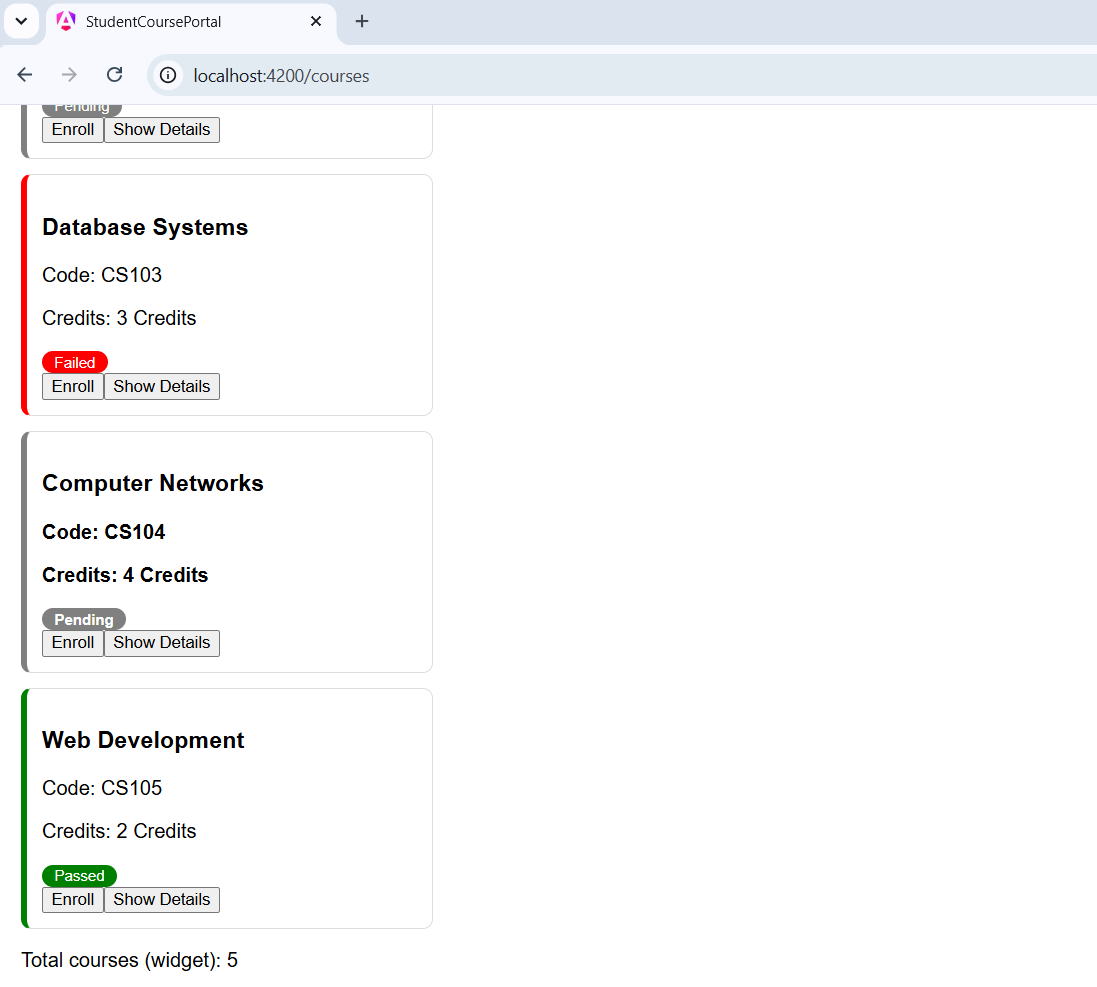 StudentCoursePortal
localhost:4200/courses
Pending
Enroll Show Details
Database Systems
Code: CS103
Credits: 3 Credits
Failed
Enroll Show Details
Computer Networks
Code: CS104
Credits: 4 Credits
Pending
Enroll Show Details
Web Development
Code: CS105
Credits: 2 Credits
Passed
Enroll Show Details
Total courses (widget): 5